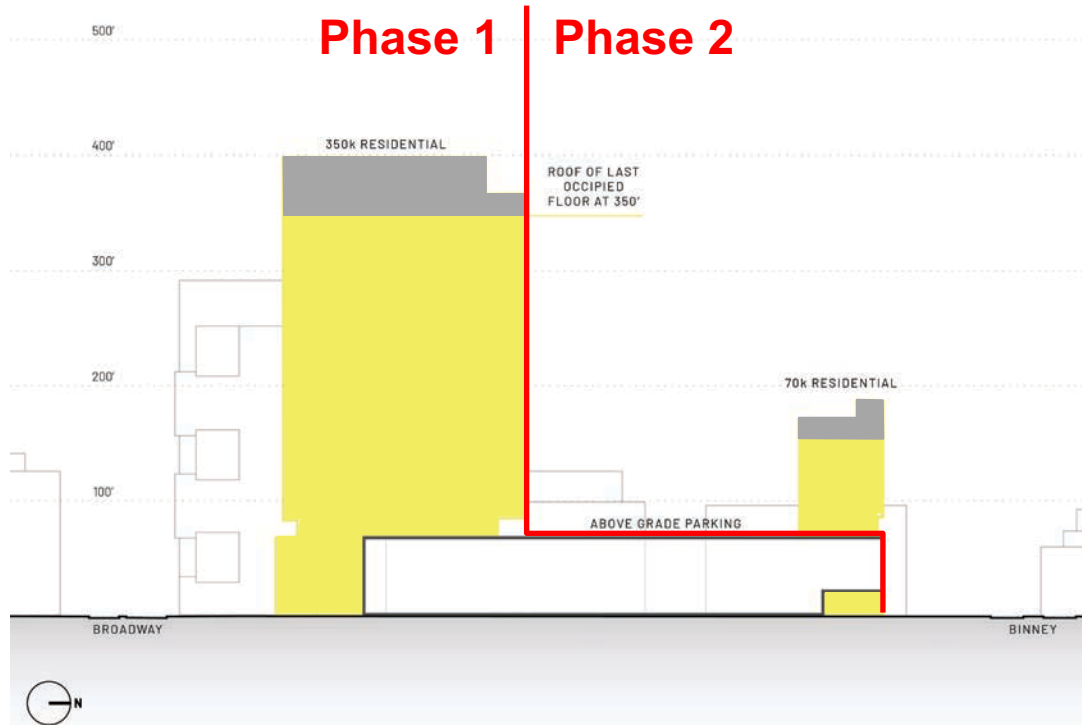 Phase 1
Phase 2
500'
400'
350k RESIDENTIAL
ROOF OF LAST
OCCIPIED
FLOOR AT 350'
300'
200'
70k RESIDENTIAL
100'
ABOVE GRADE PARKING
BROADWAY
BINNEY
N